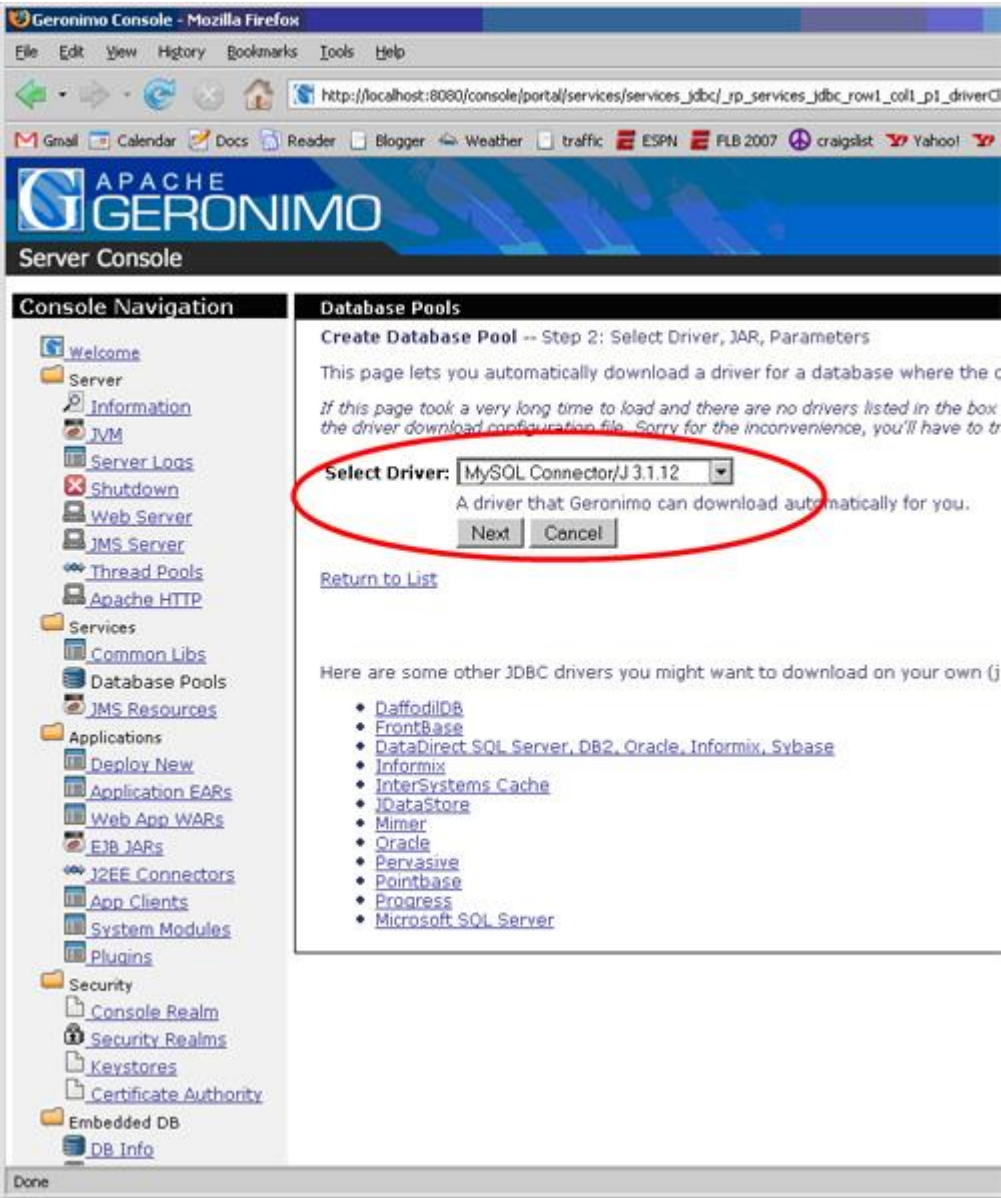 Geronimo Console - Mozilla Firefox
File Edit View History Bookmarks Tools Help
http://localhost:8080/console/portal/services/services_jdbc/_rp_services_jdbc_row1_col1_p1_driverCl
Gmail Calendar Docs Reader Blogger Weather traffic ESPN FLB 2007 craigslist Yahoo!
APACHE
GERONIMO
Server Console
Console Navigation
Welcome
Server
Information
JVM
Server Logs
Shutdown
Web Server
JMS Server
Thread Pools
Apache HTTP
Services
Common Libs
Database Pools
JMS Resources
Applications
Deploy New
Application EARs
Web App WARs
EJB JARs
J2EE Connectors
App Clients
System Modules
Plugins
Security
Console Realm
Security Realms
Keystores
Certificate Authority
Embedded DB
DB Info
Database Pools
Create Database Pool -- Step 2: Select Driver, JAR, Parameters
This page lets you automatically download a driver for a database where the
If this page took a very long time to load and there are no drivers listed in the box
the driver download configuration file. Sorry for the inconvenience, you'll have to
Select Driver: MySQL Connector/J 3.1.12
A driver that Geronimo can download automatically for you.
Next Cancel
Return to List
Here are some other JDBC drivers you might want to download on your own (j
DaffodilDB
FrontBase
DataDirect SQL Server, DB2, Oracle, Informix, Sybase
Informix
InterSystems Cache
JDataStore
Mimer
Oracle
Pervasive
Pointbase
Progress
Microsoft SQL Server
Done